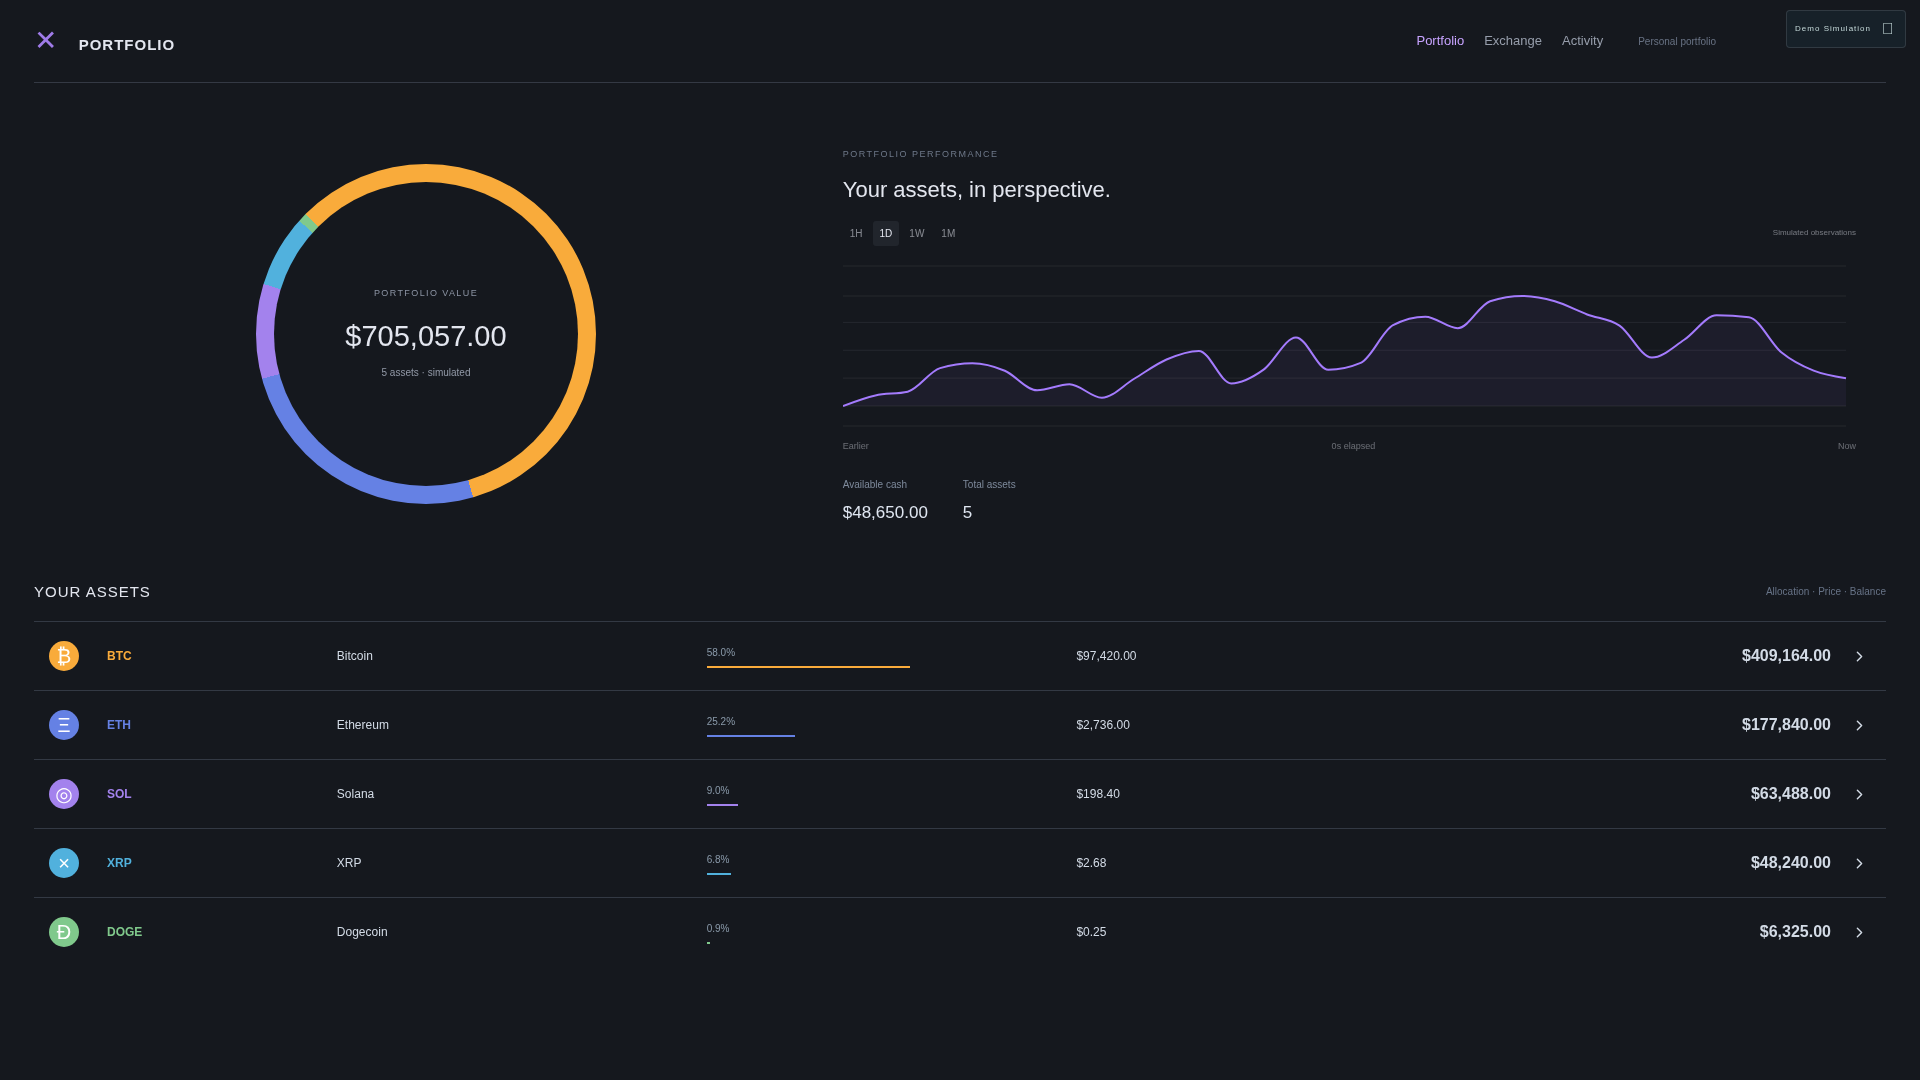 PORTFOLIO
Portfolio Exchange Activity Personal portfolio
Demo Simulation
PORTFOLIO VALUE
$705,057.00
5 assets · simulated
PORTFOLIO PERFORMANCE
Your assets, in perspective.
1H 1D 1W 1M
Simulated observations
Earlier 0s elapsed Now
Available cash Total assets
$48,650.00 5
YOUR ASSETS
Allocation · Price · Balance
BTC Bitcoin 58.0% $97,420.00 $409,164.00
ETH Ethereum 25.2% $2,736.00 $177,840.00
SOL Solana 9.0% $198.40 $63,488.00
XRP XRP 6.8% $2.68 $48,240.00
DOGE Dogecoin 0.9% $0.25 $6,325.00